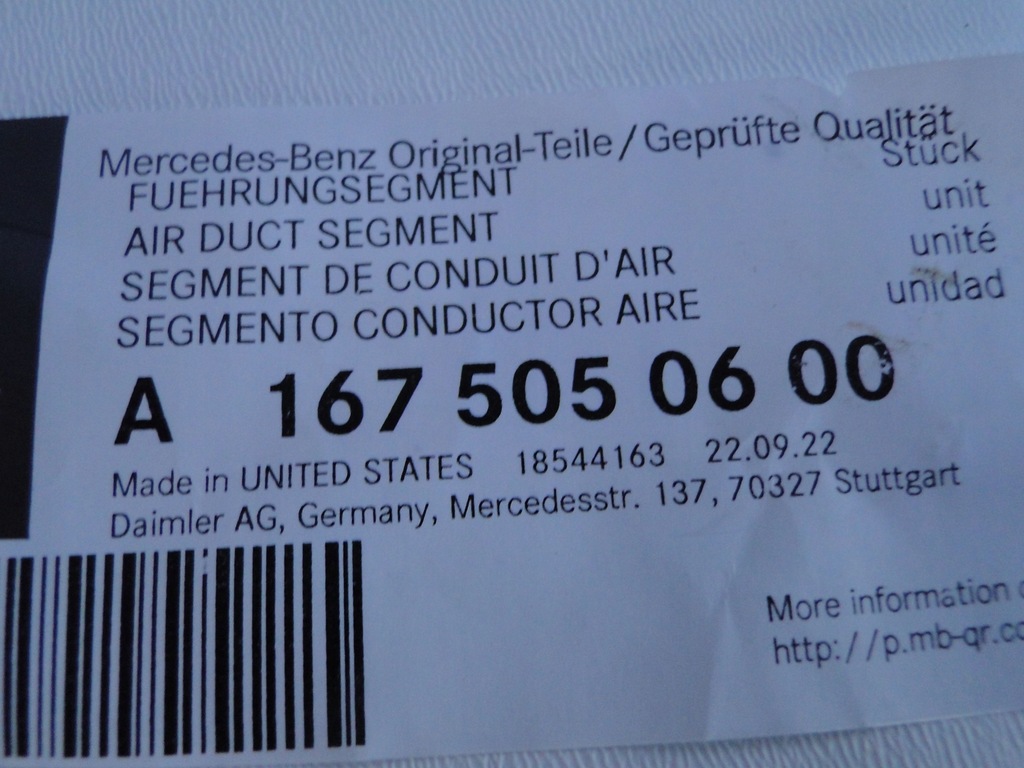 Mercedes-Benz Original-Teile/Geprüfte Qualität
FUEHRUNGSEGMENT Stück
AIR DUCT SEGMENT unit
SEGMENT DE CONDUIT D'AIR unité
SEGMENTO CONDUCTOR AIRE unidad
A 167 505 06 00
Made in UNITED STATES 18544163 22.09.22
Daimler AG, Germany, Mercedesstr. 137, 70327 Stuttgart
More information
http://p.mb-qr.co